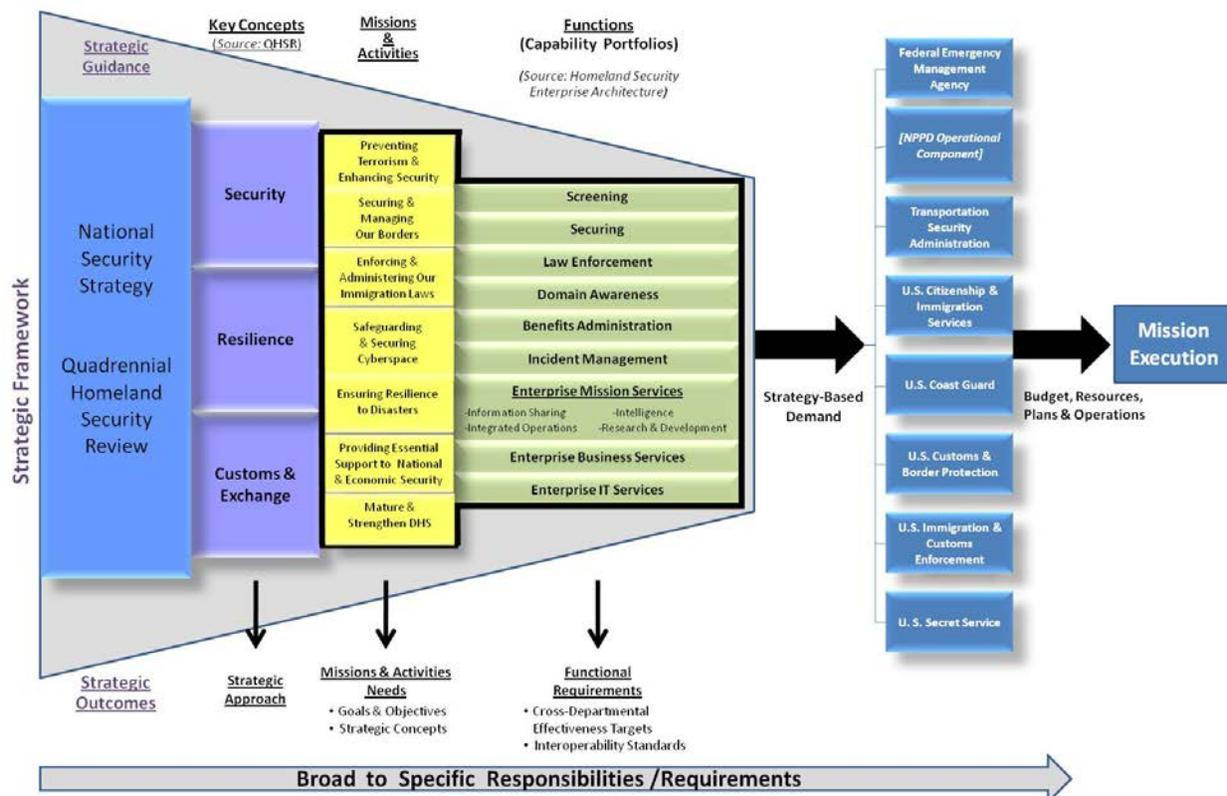 Strategic Framework
Strategic
Guidance
Key Concepts
(Source: QHSR)
Missions
&
Activities
Functions
(Capability Portfolios)
(Source: Homeland Security
Enterprise Architecture)
National
Security
Strategy
Quadrennial
Homeland
Security
Review
Security
Resilience
Customs &
Exchange
Preventing
Terrorism &
Enhancing Security
Securing &
Managing
Our Borders
Enforcing &
Administering Our
Immigration Laws
Safeguarding
& Securing
Cyberspace
Ensuring Resilience
to Disasters
Providing Essential
Support to National
& Economic Security
Mature &
Strengthen DHS
Screening
Securing
Law Enforcement
Domain Awareness
Benefits Administration
Incident Management
Enterprise Mission Services
-Information Sharing -Intelligence
-Integrated Operations -Research & Development
Enterprise Business Services
Enterprise IT Services
Strategy-Based
Demand
Federal Emergency
Management
Agency
[NPPD Operational
Component]
Transportation
Security
Administration
U.S. Citizenship &
Immigration
Services
U.S. Coast Guard
U.S. Customs &
Border Protection
U.S. Immigration &
Customs
Enforcement
U. S. Secret Service
Budget, Resources,
Plans & Operations
Mission
Execution
Strategic
Outcomes
Strategic
Approach
Missions & Activities
Needs
• Goals & Objectives
• Strategic Concepts
Functional
Requirements
• Cross-Departmental
Effectiveness Targets
• Interoperability Standards
Broad to Specific Responsibilities /Requirements